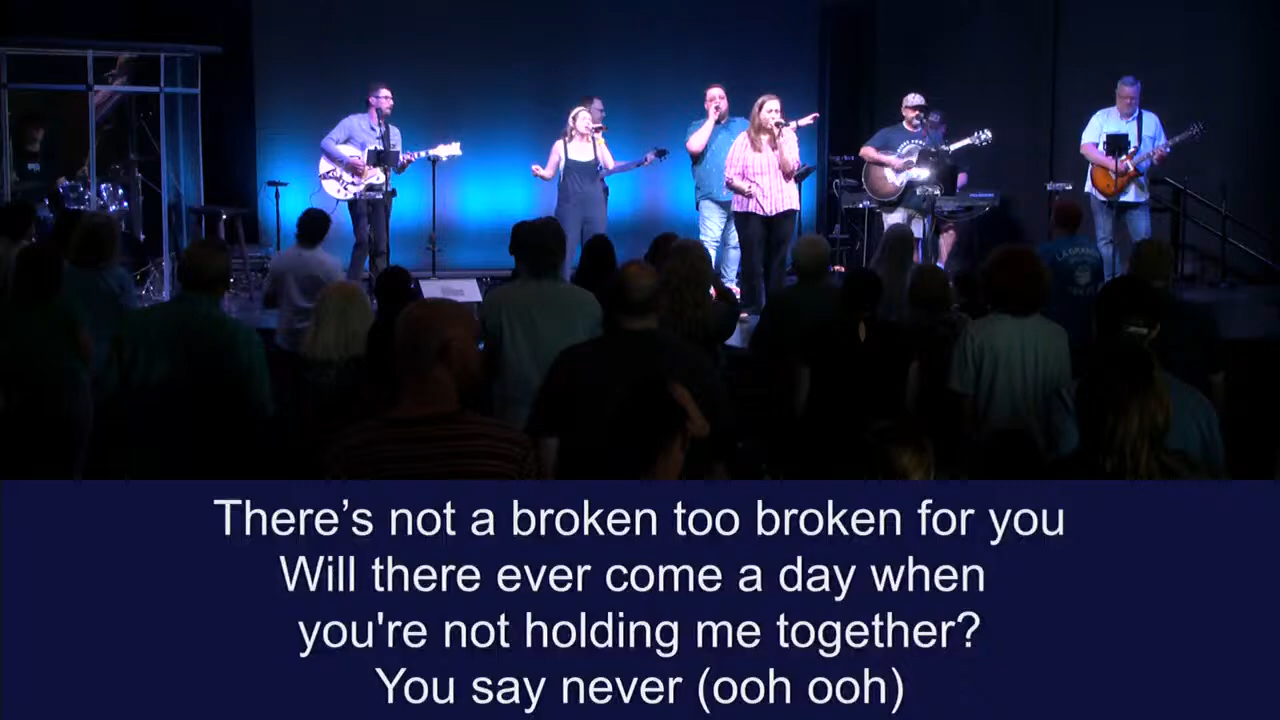 There’s not a broken too broken for you
Will there ever come a day when
you're not holding me together?
You say never (ooh ooh)